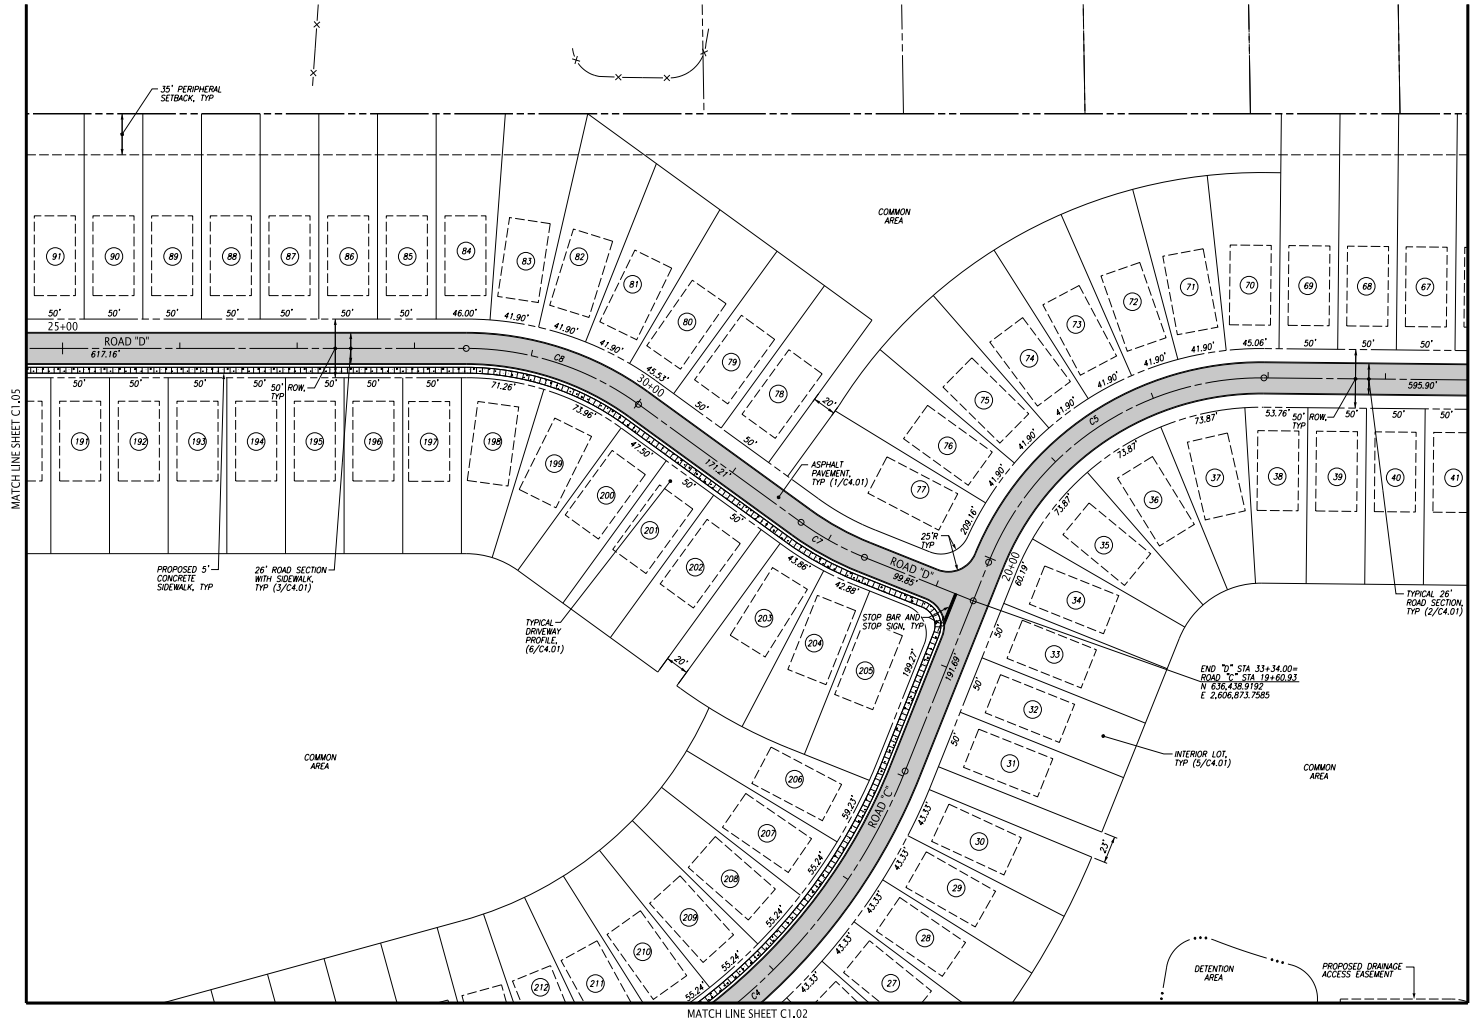 35' PERIPHERAL
SETBACK, TYP
COMMON
AREA
91
90
89
88
87
86
85
84
83
82
81
80
79
78
77
76
75
74
73
72
71
70
69
68
67
50'
50'
50'
50'
50'
50'
50'
46.00'
41.90'
41.90'
41.90'
45.53'
50'
50'
20'
209.16'
41.90'
41.90'
41.90'
41.90'
41.90'
41.90'
45.06'
50'
50'
50'
25+00
ROAD "D"
617.16'
C8
30+00
171.21'
C7
ROAD "D"
99.85'
C5
20+00
595.90'
50' ROW,
TYP
50' ROW,
TYP
50'
50'
50'
50'
50'
50'
50'
71.26'
73.96'
47.50'
50'
50'
43.86'
42.88'
199.27'
25'R
TYP
ASPHALT
PAVEMENT,
TYP (1/C4.01)
60.19'
73.87'
73.87'
73.87'
53.76'
50'
50'
50'
191
192
193
194
195
196
197
198
199
200
201
202
203
204
205
34
35
36
37
38
39
40
41
MATCH LINE SHEET C1.05
PROPOSED 5'
CONCRETE
SIDEWALK, TYP
26' ROAD SECTION
WITH SIDEWALK,
TYP (3/C4.01)
TYPICAL
DRIVEWAY
PROFILE,
(6/C4.01)
STOP BAR AND
STOP SIGN, TYP
TYPICAL 26'
ROAD SECTION,
TYP (2/C4.01)
20'
50'
191.69'
50'
50'
33
32
31
END "D" STA 33+34.00=
ROAD "C" STA 19+60.93
N 636,438.9192
E 2,606,873.7585
INTERIOR LOT,
TYP (5/C4.01)
COMMON
AREA
COMMON
AREA
206
207
208
209
210
211
212
59.23'
55.24'
55.24'
55.24'
55.24'
ROAD "C"
43.33'
43.33'
43.33'
43.33'
43.33'
C4
30
29
28
27
23'
DETENTION
AREA
PROPOSED DRAINAGE
ACCESS EASEMENT
MATCH LINE SHEET C1.02